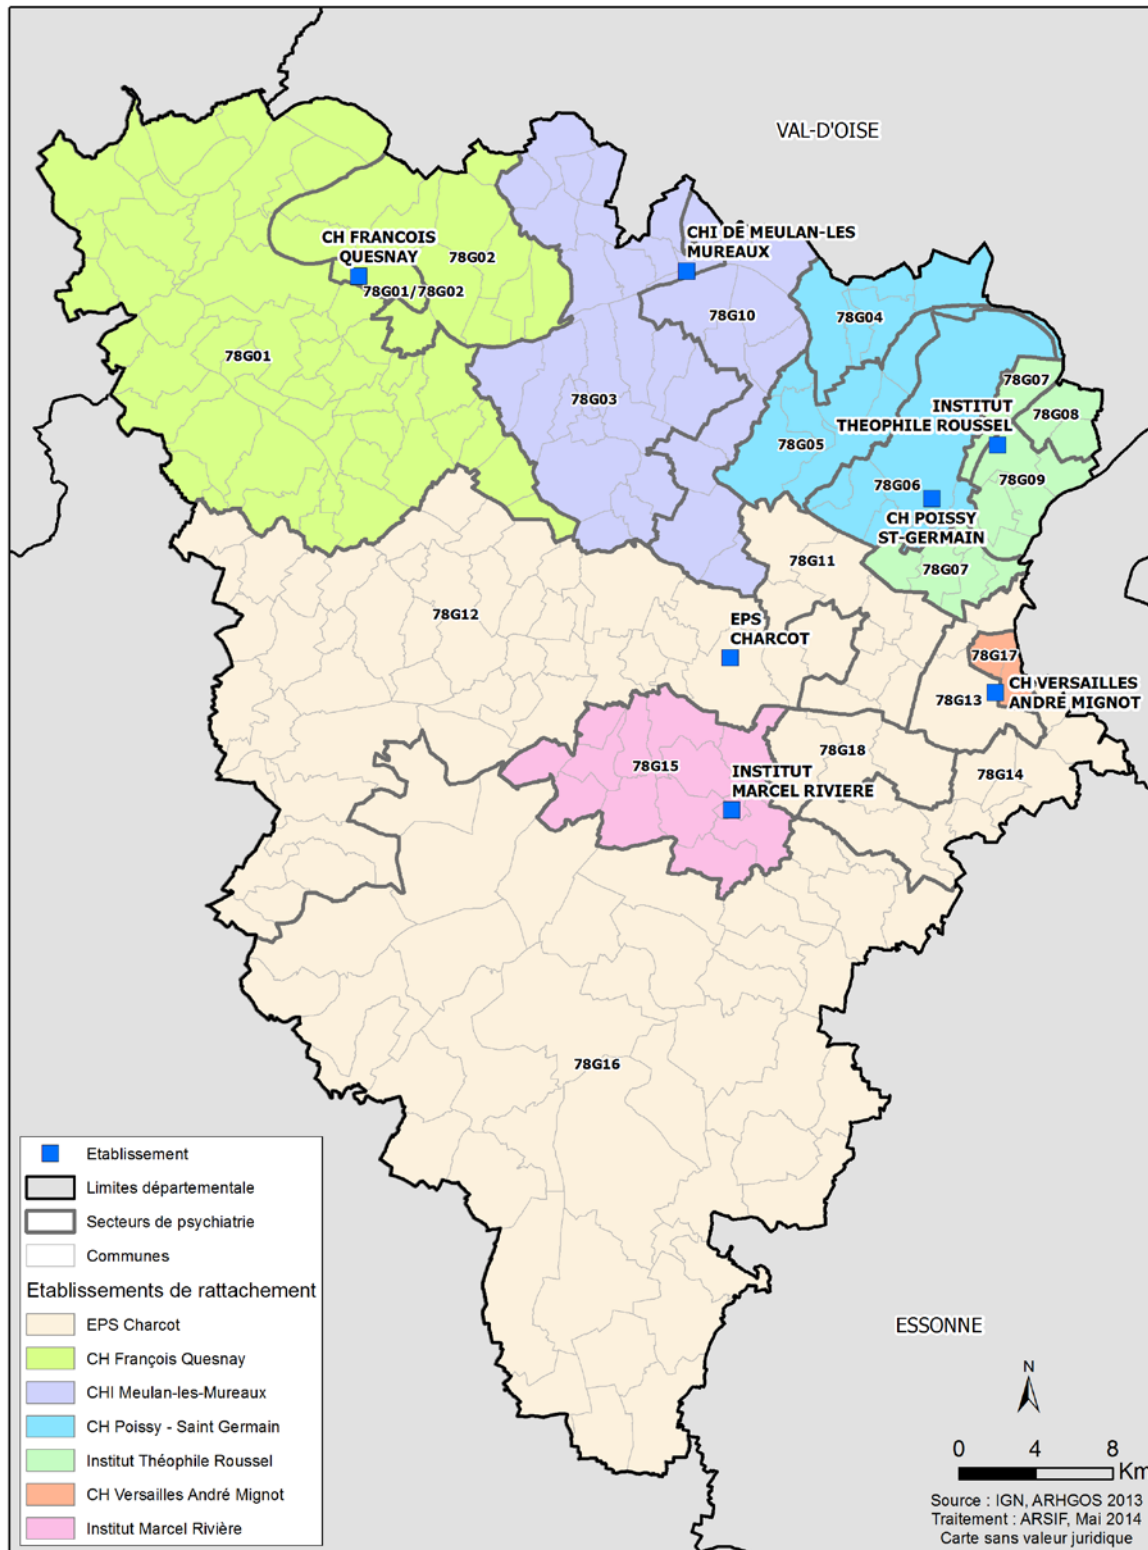 VAL-D'OISE
CHI DE MEULAN-LES
MUREAUX
CH FRANCOIS
QUESNAY
78G02
78G01/78G02
78G10
78G04
78G01
78G03
78G07
INSTITUT
THEOPHILE ROUSSEL
78G08
78G05
78G06
78G09
CH POISSY
ST-GERMAIN
78G11
78G07
78G12
EPS
CHARCOT
78G17
CH VERSAILLES
ANDRÉ MIGNOT
78G13
78G18
78G15
INSTITUT
MARCEL RIVIERE
78G14
78G16
Etablissement
Limites départementale
Secteurs de psychiatrie
Communes
Etablissements de rattachement
EPS Charcot
CH François Quesnay
CHI Meulan-les-Mureaux
CH Poissy - Saint Germain
Institut Théophile Roussel
CH Versailles André Mignot
Institut Marcel Rivière
ESSONNE
N
0 4 8
Km
Source : IGN, ARHGOS 2013
Traitement : ARSIF, Mai 2014
Carte sans valeur juridique